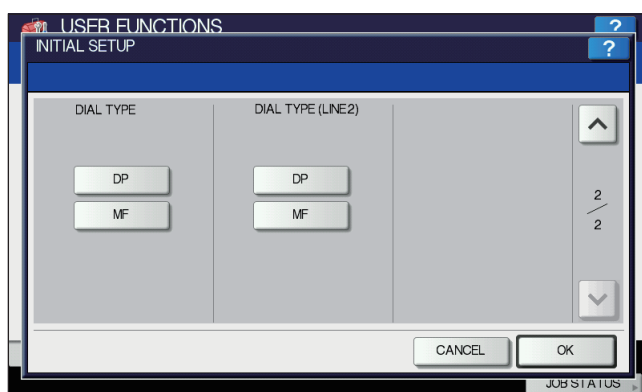 USER FUNCTIONS
?
INITIAL SETUP
?
DIAL TYPE
DIAL TYPE (LINE2)
DP
DP
MF
MF
2
2
CANCEL
OK
JOB STATUS